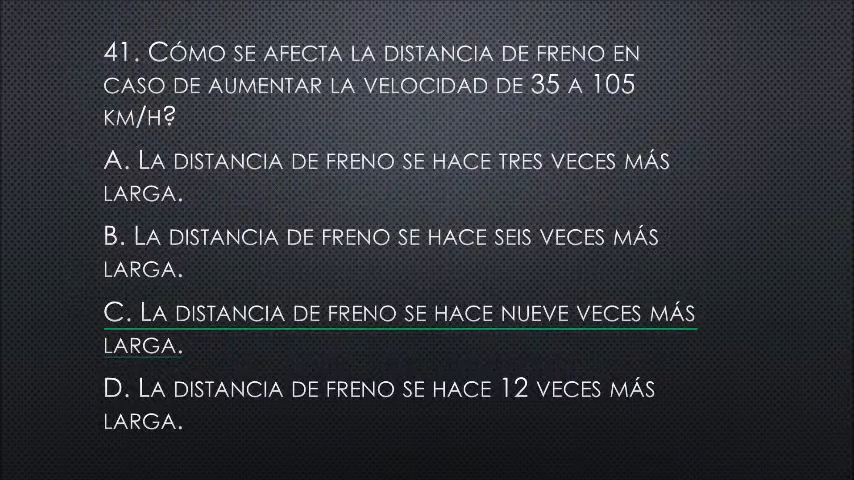 41. Cómo se afecta la distancia de freno en
caso de aumentar la velocidad de 35 a 105
km/h?
A. La distancia de freno se hace tres veces más
larga.
B. La distancia de freno se hace seis veces más
larga.
C. La distancia de freno se hace nueve veces más
larga.
D. La distancia de freno se hace 12 veces más
larga.